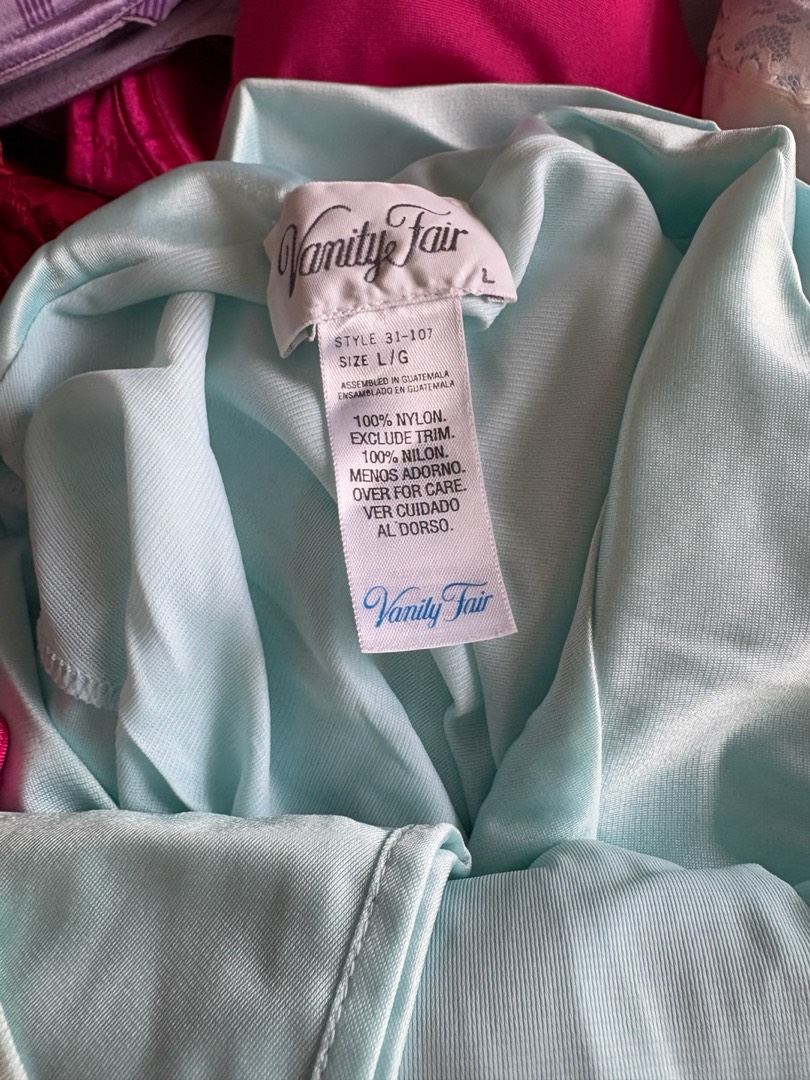 Vanity Fair
L
STYLE 31-107
SIZE L/G
ASSEMBLED IN GUATEMALA
ENSAMBLADO EN GUATEMALA
100% NYLON.
EXCLUDE TRIM.
100% NILON.
MENOS ADORNO.
OVER FOR CARE.
VER CUIDADO
AL DORSO.
Vanity Fair